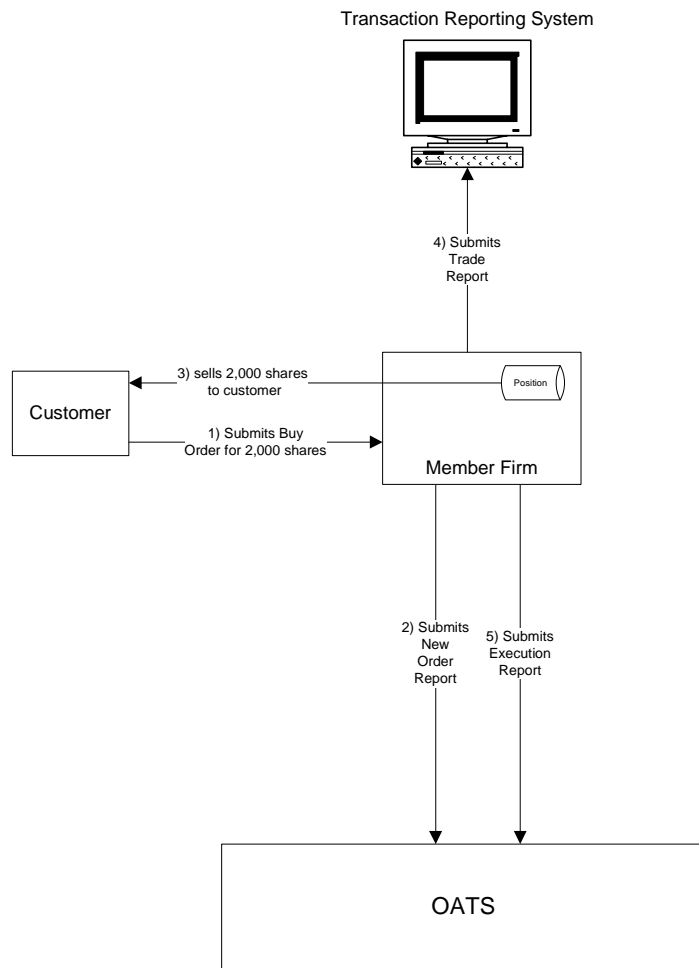 Transaction Reporting System
4) Submits
Trade
Report
3) sells 2,000 shares
to customer
Position
Customer
1) Submits Buy
Order for 2,000 shares
Member Firm
2) Submits
New
Order
Report
5) Submits
Execution
Report
OATS